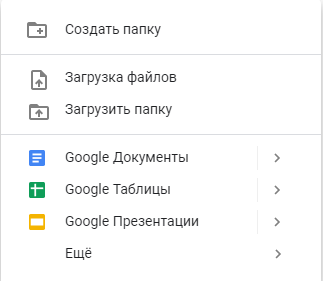 Создать папку
Загрузка файлов
Загрузить папку
Google Документы
Google Таблицы
Google Презентации
Ещё